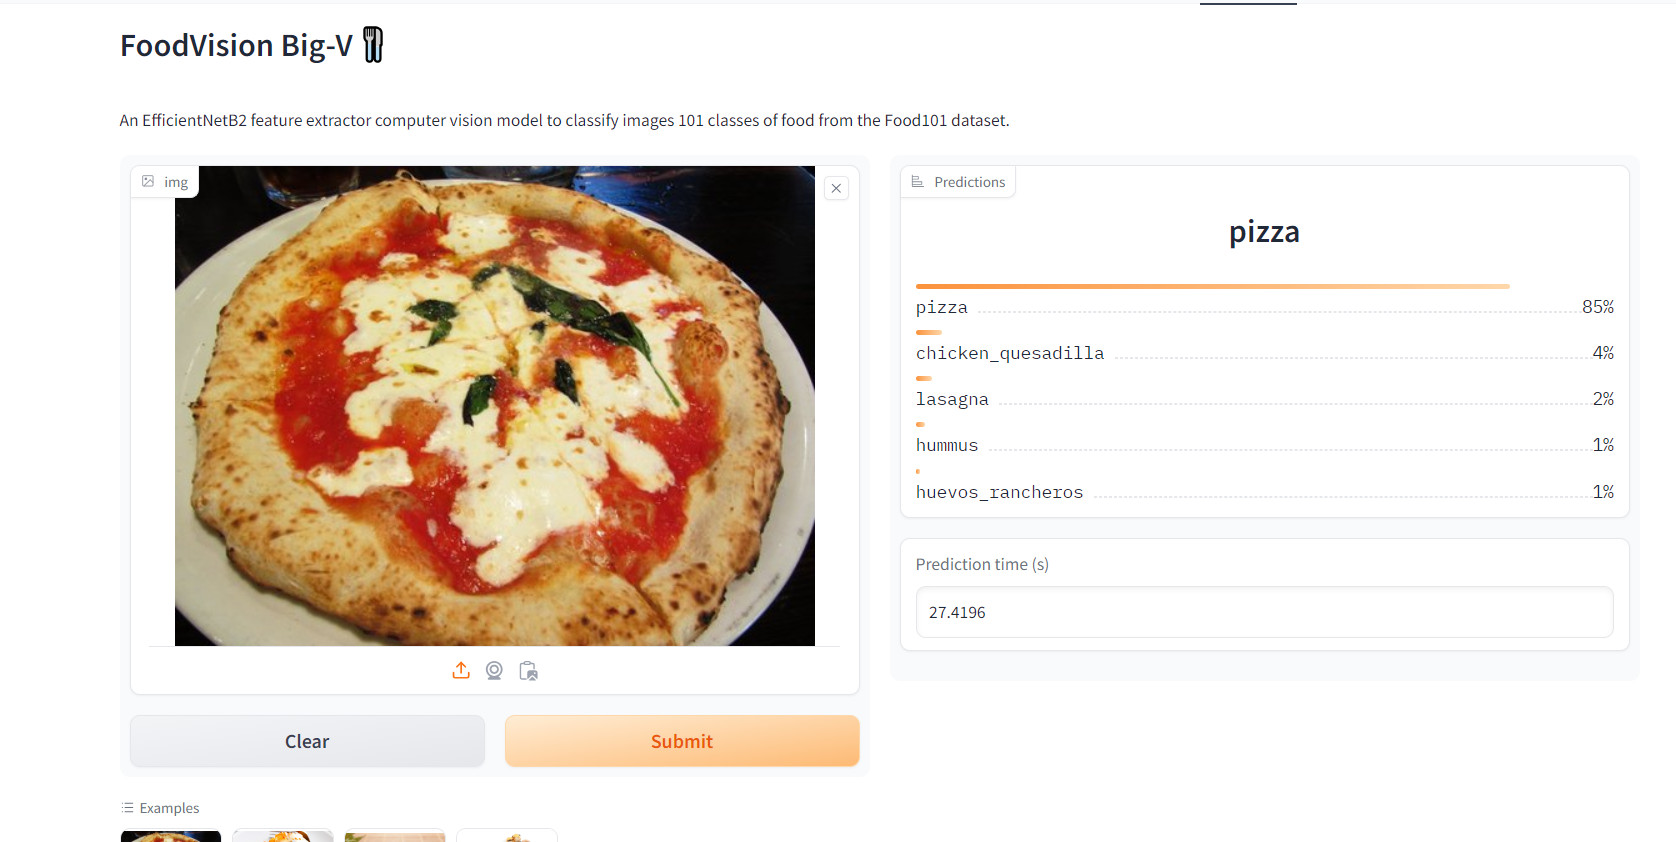 FoodVision Big-V
An EfficientNetB2 feature extractor computer vision model to classify images 101 classes of food from the Food101 dataset.
img
Predictions
pizza
pizza 85%
chicken_quesadilla 4%
lasagna 2%
hummus 1%
huevos_rancheros 1%
Prediction time (s)
27.4196
Clear
Submit
Examples